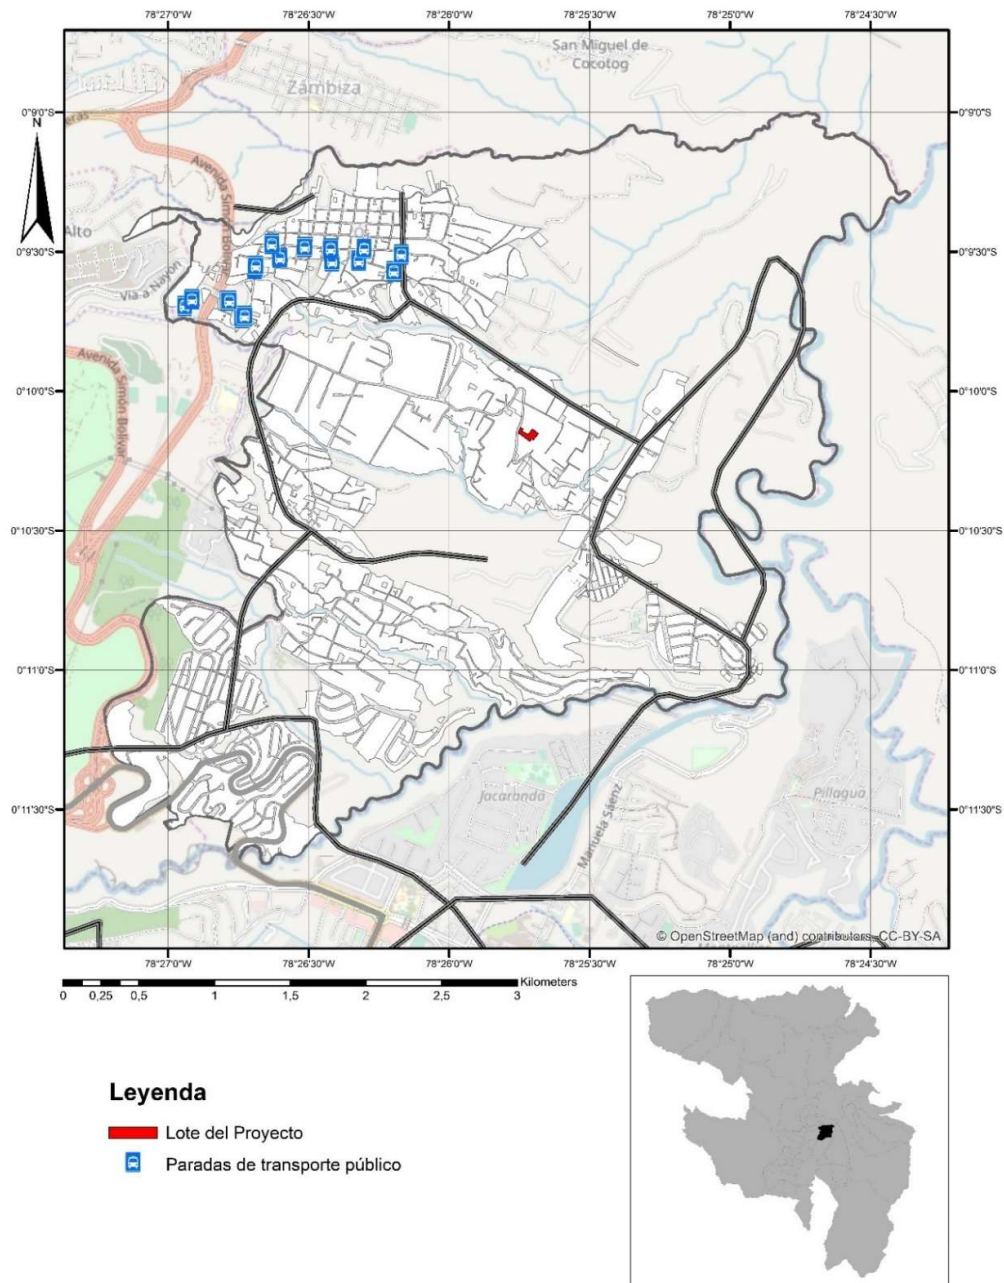 78°27'0"O 78°26'30"O 78°26'0"O 78°25'30"O 78°25'0"O 78°24'30"O
San Miguel de
Cocotog
Zámbiza
0°9'0"S 0°9'0"S
N
eras
Avenida Simón Bolívar
Alto
0°9'30"S 0°9'30"S
Vía a Nayón
Avenida Simón Bolívar
0°10'0"S 0°10'0"S
0°10'30"S 0°10'30"S
0°11'0"S 0°11'0"S
Jacaranda
Manuela Sáenz
Pillagua
0°11'30"S 0°11'30"S
© OpenStreetMap (and) contributors, CC-BY-SA
78°27'0"O 78°26'30"O 78°26'0"O 78°25'30"O 78°25'0"O 78°24'30"O
0 0,25 0,5 1 1,5 2 2,5 3
Kilometers
Leyenda
Lote del Proyecto
Paradas de transporte público